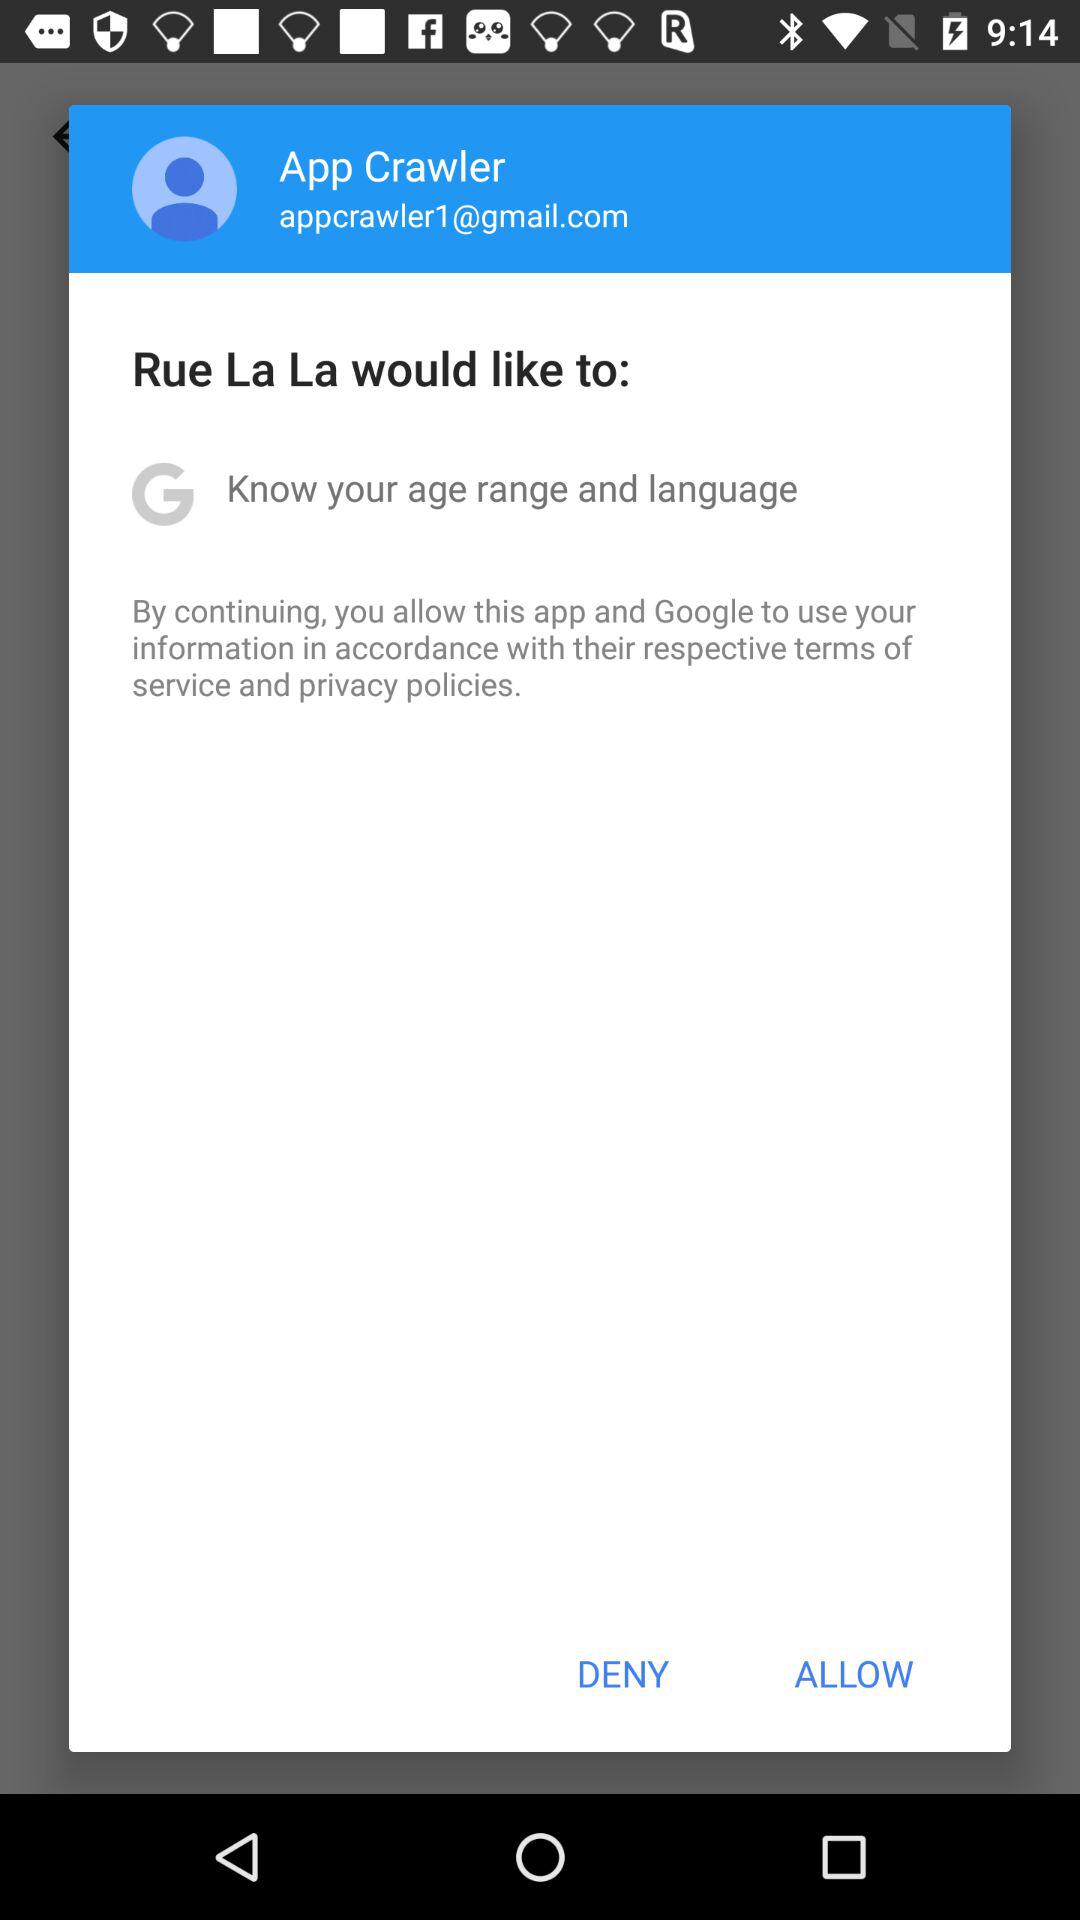 9:14
App Crawler
appcrawler1@gmail.com
Rue La La would like to:
Know your age range and language
By continuing, you allow this app and Google to use your
information in accordance with their respective terms of
service and privacy policies.
DENY ALLOW